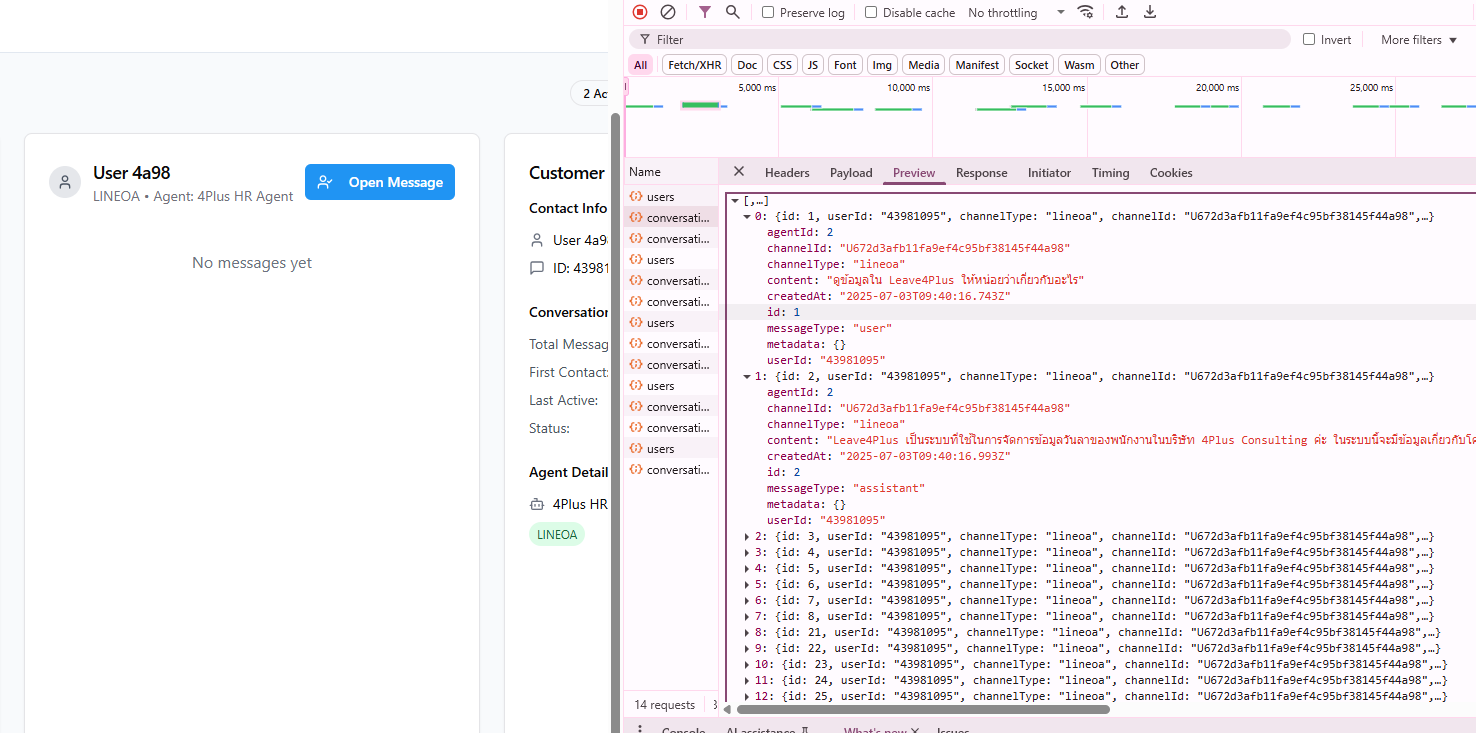 2 Ac
User 4a98
LINEOA • Agent: 4Plus HR Agent
Open Message
No messages yet
Customer
Contact Info
User 4a9
ID: 43981
Conversation
Total Messag
First Contact:
Last Active:
Status:
Agent Detail
4Plus HR
LINEOA
Preserve log
Disable cache
No throttling
Filter
Invert
More filters
All
Fetch/XHR
Doc
CSS
JS
Font
Img
Media
Manifest
Socket
Wasm
Other
5,000 ms
10,000 ms
15,000 ms
20,000 ms
25,000 ms
Name
users
conversati...
conversati...
users
conversati...
conversati...
users
conversati...
conversati...
users
conversati...
conversati...
users
conversati...
14 requests
3
Headers
Payload
Preview
Response
Initiator
Timing
Cookies
[,…]
0: {id: 1, userId: "43981095", channelType: "lineoa", channelId: "U672d3afb11fa9ef4c95bf38145f44a98",…}
agentId: 2
channelId: "U672d3afb11fa9ef4c95bf38145f44a98"
channelType: "lineoa"
content: "ดูข้อมูลใน Leave4Plus ให้หน่อยว่าเกี่ยวกับอะไร"
createdAt: "2025-07-03T09:40:16.743Z"
id: 1
messageType: "user"
metadata: {}
userId: "43981095"
1: {id: 2, userId: "43981095", channelType: "lineoa", channelId: "U672d3afb11fa9ef4c95bf38145f44a98",…}
agentId: 2
channelId: "U672d3afb11fa9ef4c95bf38145f44a98"
channelType: "lineoa"
content: "Leave4Plus เป็นระบบที่ใช้ในการจัดการข้อมูลวันลาของพนักงานในบริษัท 4Plus Consulting ค่ะ ในระบบนี้จะมีข้อมูลเกี่ยวกับโค
createdAt: "2025-07-03T09:40:16.993Z"
id: 2
messageType: "assistant"
metadata: {}
userId: "43981095"
2: {id: 3, userId: "43981095", channelType: "lineoa", channelId: "U672d3afb11fa9ef4c95bf38145f44a98",…}
3: {id: 4, userId: "43981095", channelType: "lineoa", channelId: "U672d3afb11fa9ef4c95bf38145f44a98",…}
4: {id: 5, userId: "43981095", channelType: "lineoa", channelId: "U672d3afb11fa9ef4c95bf38145f44a98",…}
5: {id: 6, userId: "43981095", channelType: "lineoa", channelId: "U672d3afb11fa9ef4c95bf38145f44a98",…}
6: {id: 7, userId: "43981095", channelType: "lineoa", channelId: "U672d3afb11fa9ef4c95bf38145f44a98",…}
7: {id: 8, userId: "43981095", channelType: "lineoa", channelId: "U672d3afb11fa9ef4c95bf38145f44a98",…}
8: {id: 21, userId: "43981095", channelType: "lineoa", channelId: "U672d3afb11fa9ef4c95bf38145f44a98",…}
9: {id: 22, userId: "43981095", channelType: "lineoa", channelId: "U672d3afb11fa9ef4c95bf38145f44a98",…}
10: {id: 23, userId: "43981095", channelType: "lineoa", channelId: "U672d3afb11fa9ef4c95bf38145f44a98",…}
11: {id: 24, userId: "43981095", channelType: "lineoa", channelId: "U672d3afb11fa9ef4c95bf38145f44a98",…}
12: {id: 25, userId: "43981095", channelType: "lineoa", channelId: "U672d3afb11fa9ef4c95bf38145f44a98",…}
Console
AI assistance
What's new
Issues